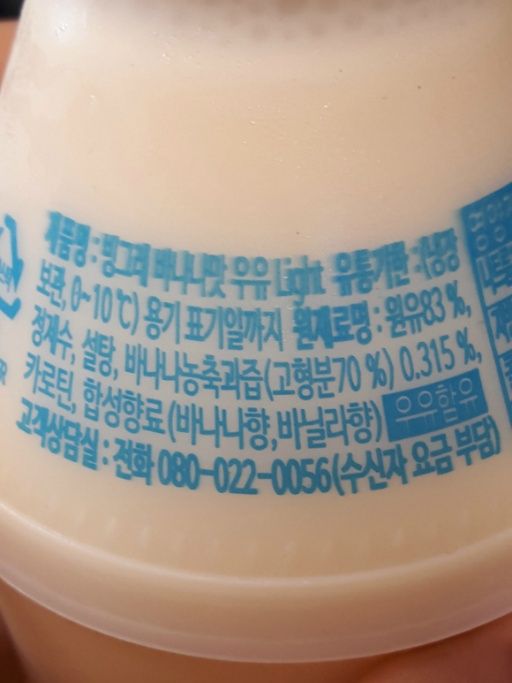 제품명 : 빙그레 바나나맛 우유 Light 유통기한 : (냉장
보관, 0~10℃) 용기 표기일까지 원재료명 : 원유83 %,
정제수, 설탕, 바나나농축과즙(고형분70 %) 0.315 %,
카로틴, 합성향료(바나나향,바닐라향) 우유함유
고객상담실 : 전화 080-022-0056(수신자 요금 부담)